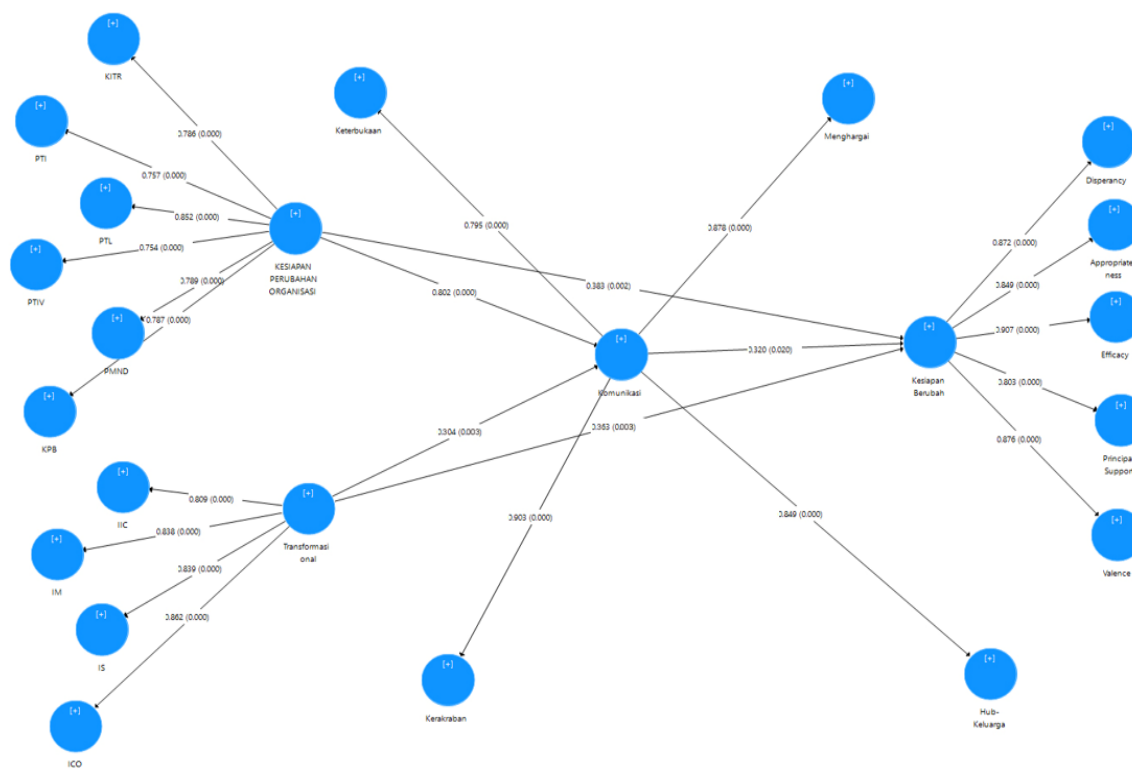 [+]
KITR
[+]
Keterbukaan
[+]
Menghargai
[+]
PTI
[+]
Disperancy
0.786 (0.000)
0.757 (0.000)
[+]
PTL
0.852 (0.000)
[+]
KESIAPAN
PERUBAHAN
ORGANISASI
0.795 (0.000)
0.878 (0.000)
[+]
Appropriate
ness
0.872 (0.000)
[+]
PTIV
0.754 (0.000)
0.789 (0.000)
0.787 (0.000)
0.802 (0.000)
0.383 (0.002)
0.849 (0.000)
[+]
PMND
[+]
Komunikasi
0.320 (0.020)
[+]
Kesiapan
Berubah
0.907 (0.000)
[+]
Efficacy
0.803 (0.000)
[+]
KPB
0.304 (0.003)
0.363 (0.003)
0.876 (0.000)
[+]
Principa
Support
[+]
IIC
0.809 (0.000)
[+]
Transformasi
onal
0.903 (0.000)
0.849 (0.000)
[+]
Valence
[+]
IM
0.838 (0.000)
0.839 (0.000)
0.862 (0.000)
[+]
IS
[+]
Kerakraban
[+]
Hub-
Keluarga
[+]
ICO